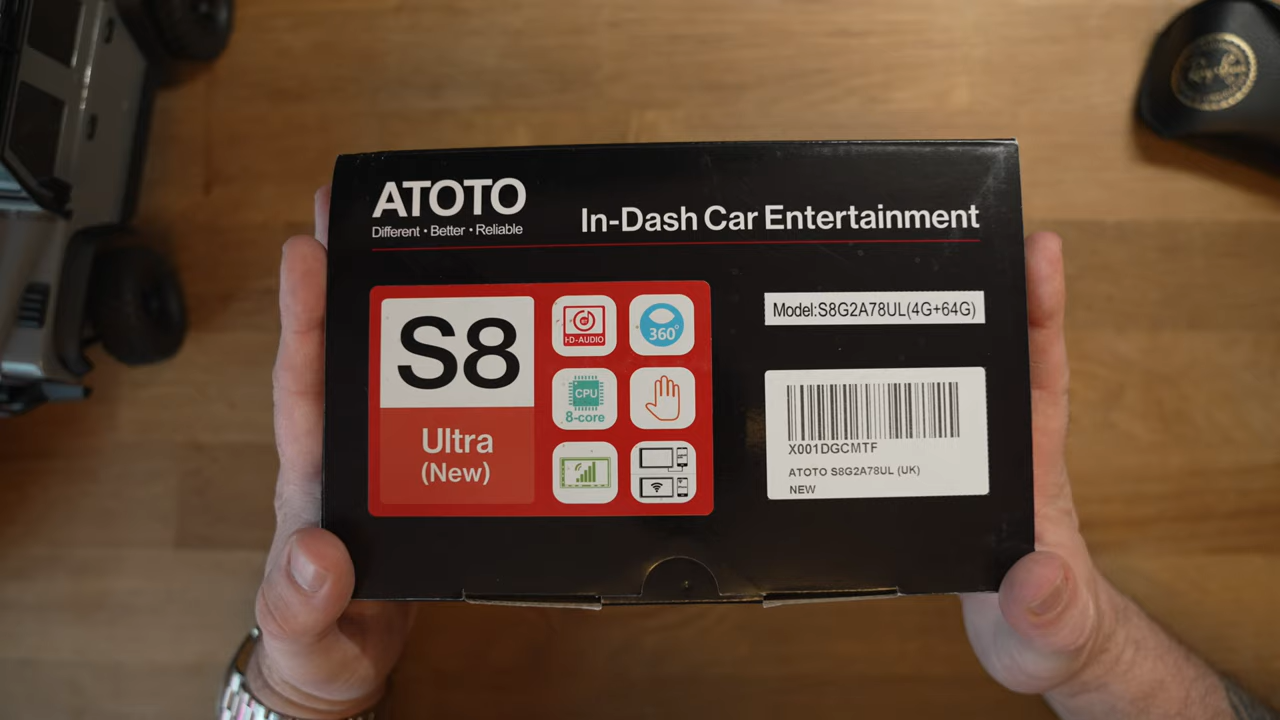 ATOTO
Different • Better • Reliable
In-Dash Car Entertainment
S8
Ultra
(New)
HD-AUDIO
360°
CPU
8-core
Model:S8G2A78UL(4G+64G)
X001DGCMTF
ATOTO S8G2A78UL (UK)
NEW